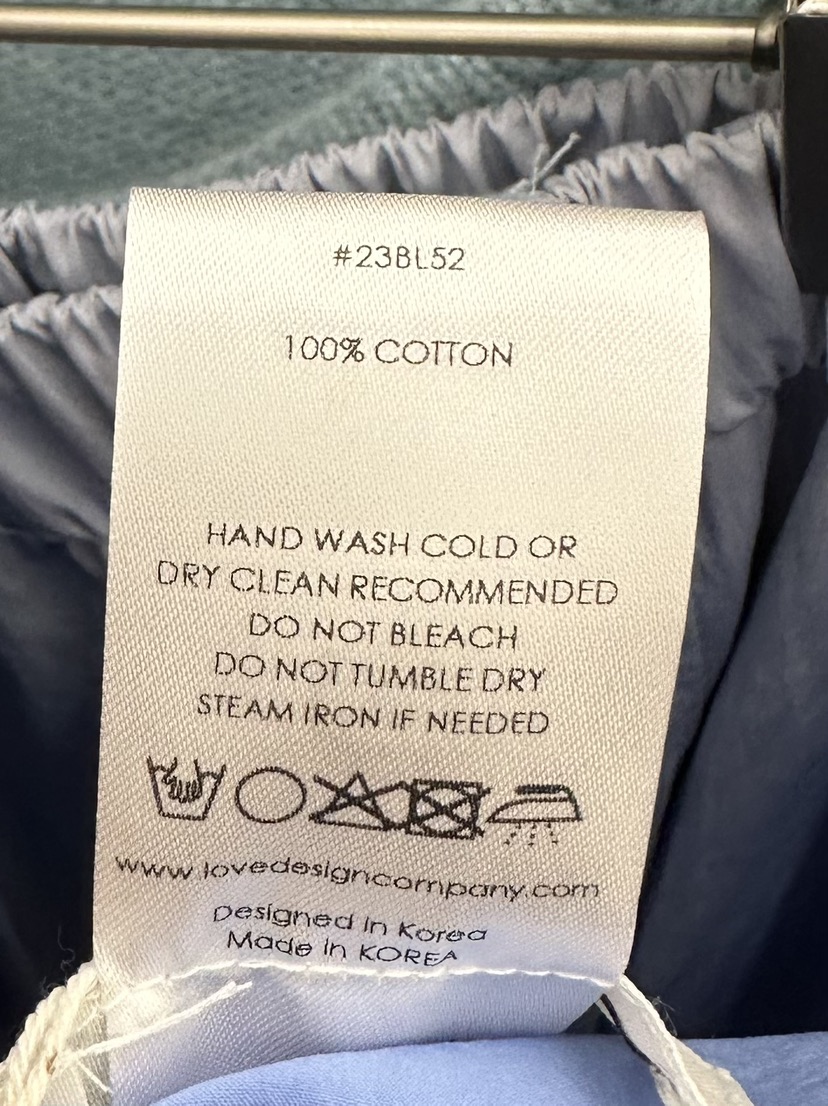 #23BL52
100% COTTON
HAND WASH COLD OR
DRY CLEAN RECOMMENDED
DO NOT BLEACH
DO NOT TUMBLE DRY
STEAM IRON IF NEEDED
www.lovedesigncompany.com
Designed in Korea
Made in KOREA